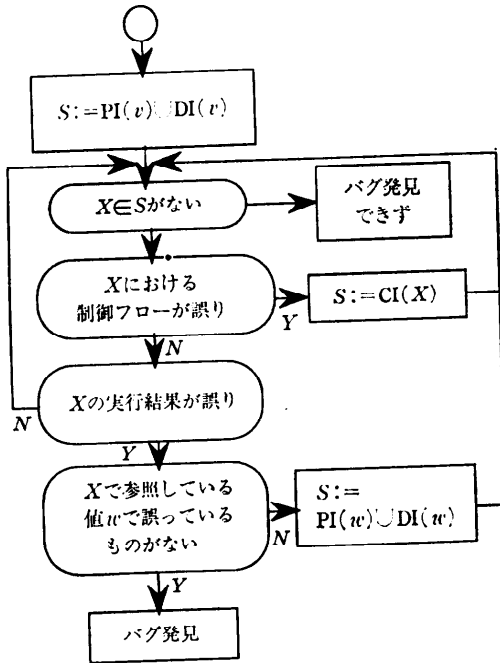 S:=PI(v)∪DI(v)
X∈Sがない
バグ発見
できず
Xにおける
制御フローが誤り
Y
S:=CI(X)
N
Xの実行結果が誤り
N
Y
Xで参照している
値wで誤っている
ものがない
N
S:=
PI(w)∪DI(w)
Y
バグ発見